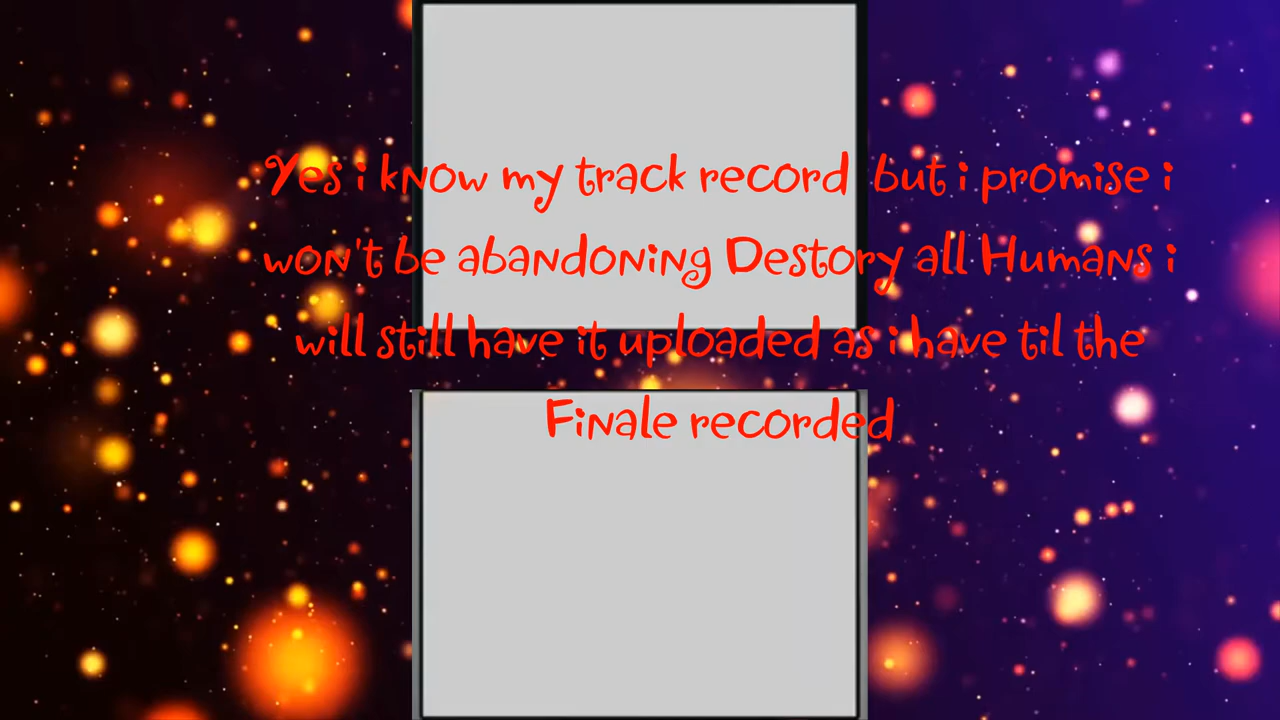 Yes i know my track record but i promise i
won't be abandoning Destory all Humans i
will still have it uploaded as i have til the
Finale recorded